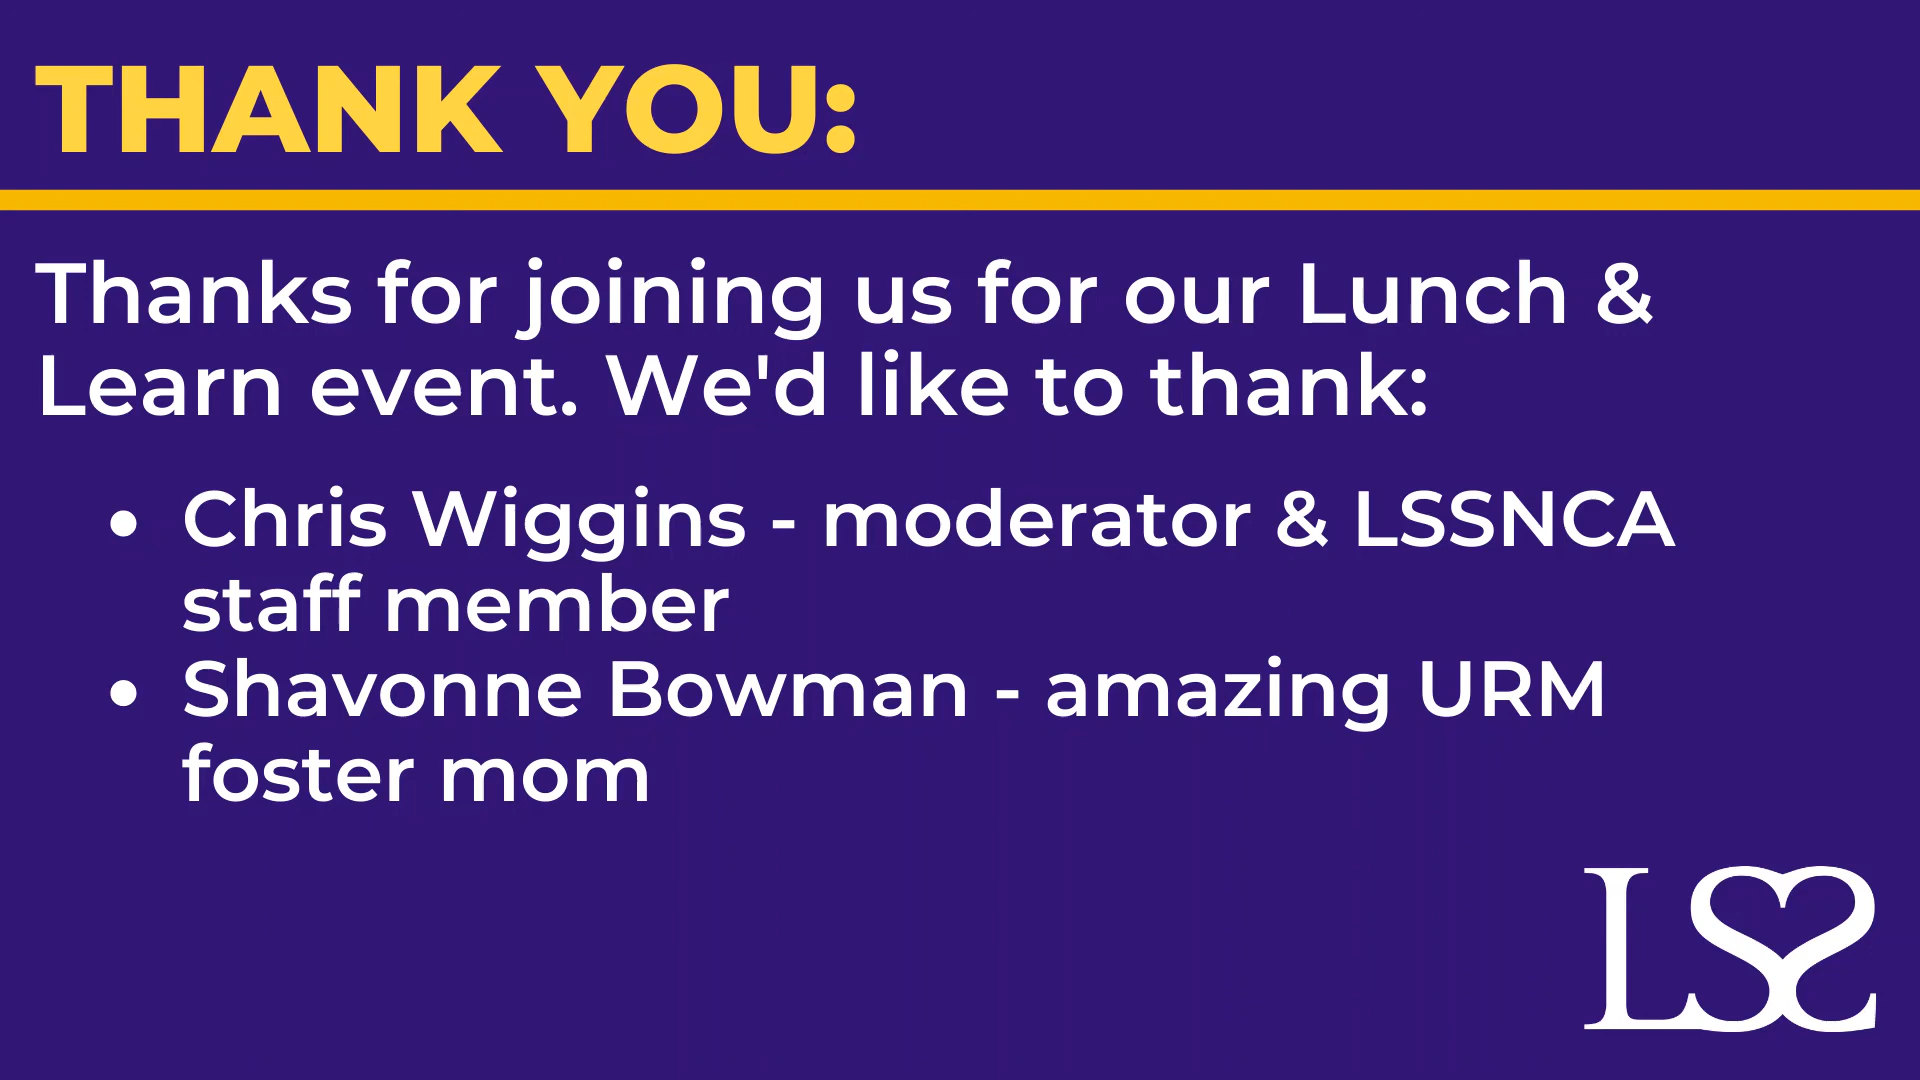 THANK YOU:
Thanks for joining us for our Lunch &
Learn event. We'd like to thank:
• Chris Wiggins - moderator & LSSNCA
staff member
• Shavonne Bowman - amazing URM
foster mom
LSS